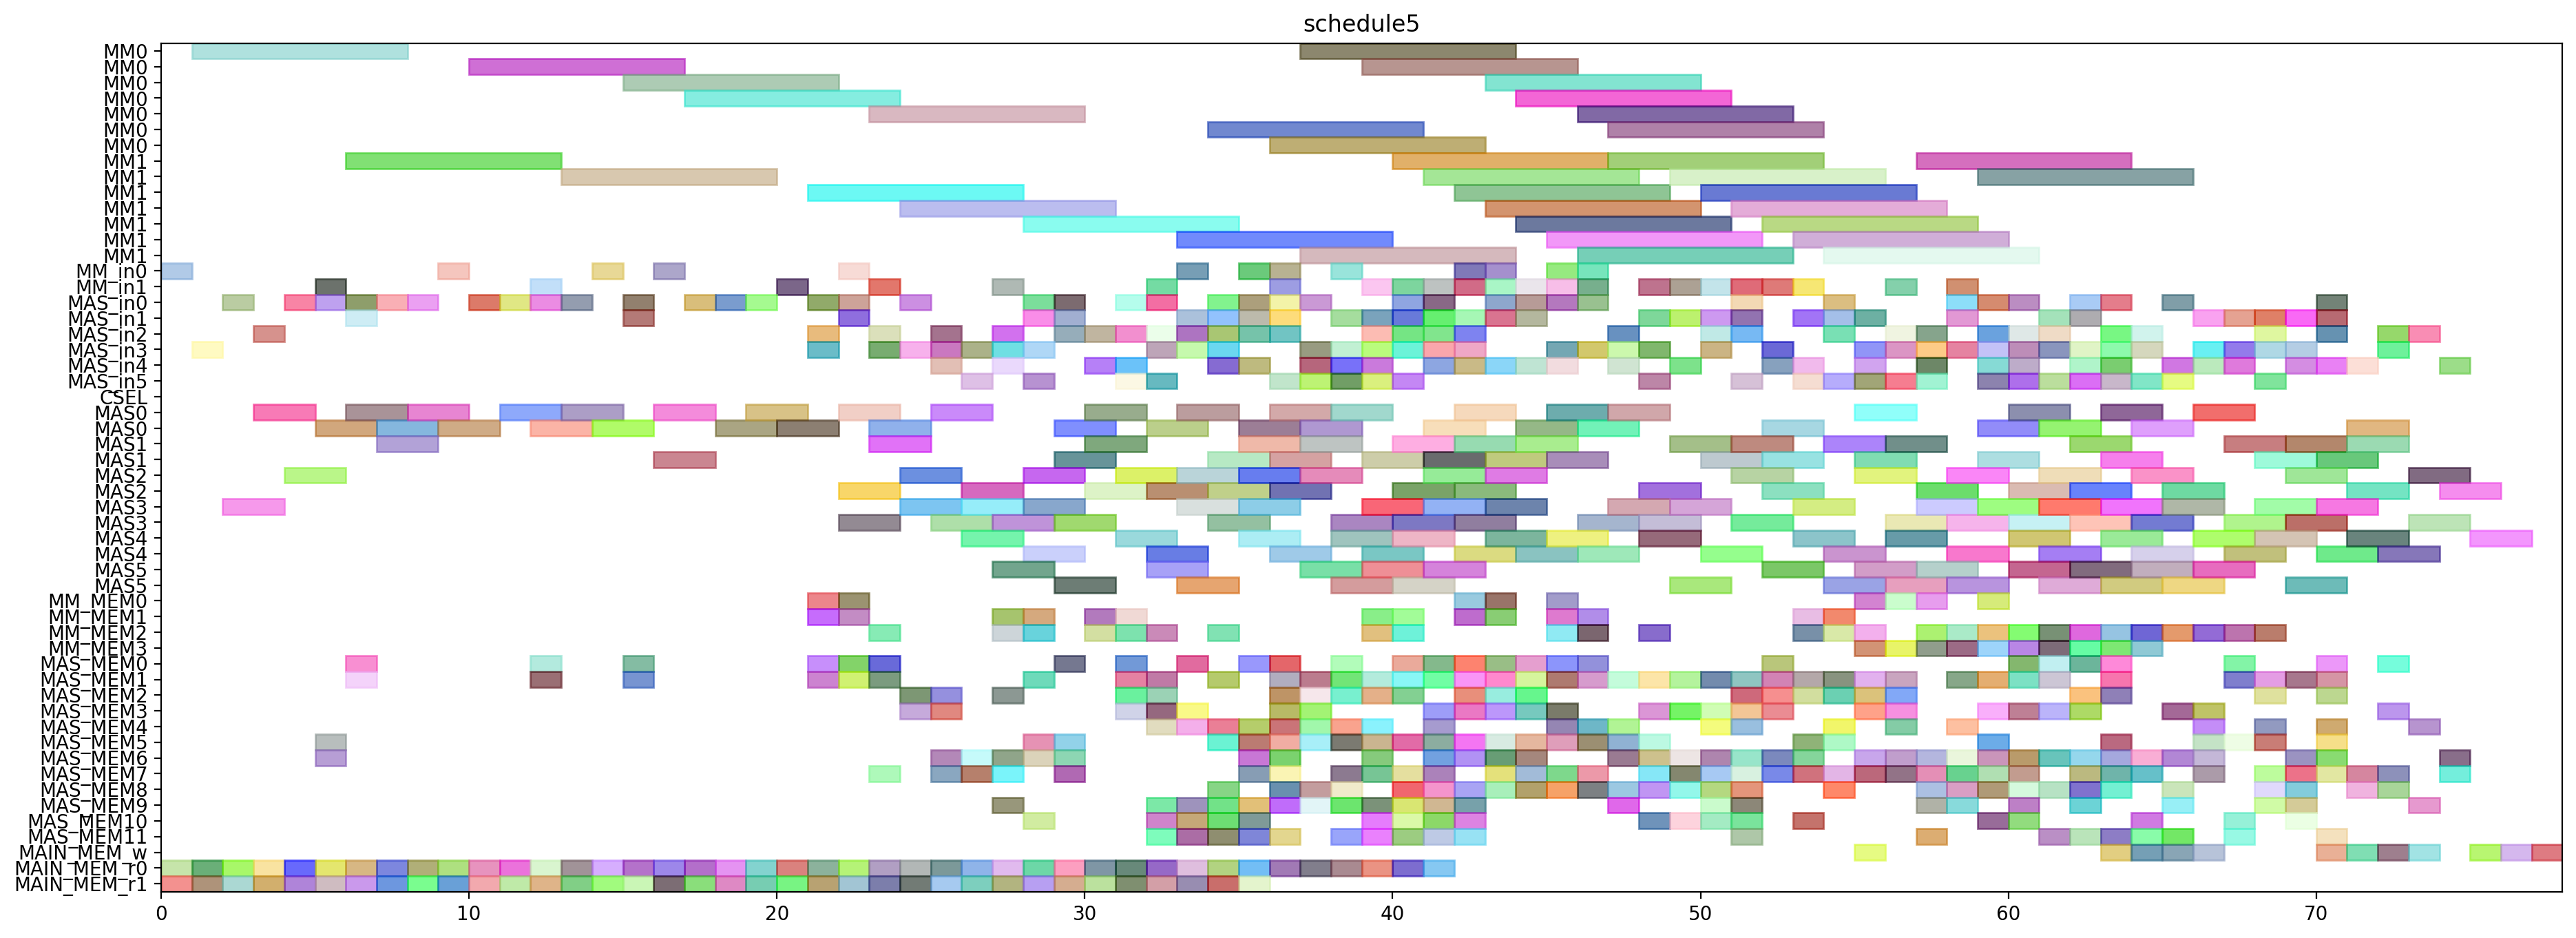 schedule5
MM0
MM0
MM0
MM0
MM0
MM0
MM0
MM1
MM1
MM1
MM1
MM1
MM1
MM1
MM_in0
MM_in1
MAS_in0
MAS_in1
MAS_in2
MAS_in3
MAS_in4
MAS_in5
CSEL
MAS0
MAS0
MAS1
MAS1
MAS2
MAS2
MAS3
MAS3
MAS4
MAS4
MAS5
MAS5
MM_MEM0
MM_MEM1
MM_MEM2
MM_MEM3
MAS_MEM0
MAS_MEM1
MAS_MEM2
MAS_MEM3
MAS_MEM4
MAS_MEM5
MAS_MEM6
MAS_MEM7
MAS_MEM8
MAS_MEM9
MAS_MEM10
MAS_MEM11
MAIN_MEM_w
MAIN_MEM_r0
MAIN_MEM_r1
0 10 20 30 40 50 60 70